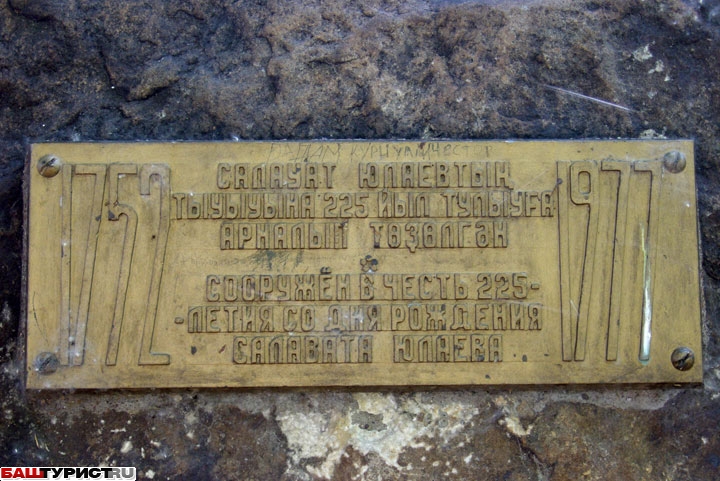 1752
САЛАУАТ ЮЛАЕВТЫҢ
ТЫУЫУЫНА 225 ЙЫЛ ТУЛЫУҒА
АРНАЛЫП ТӨҘӨЛГӘН
СООРУЖЁН В ЧЕСТЬ 225-
-ЛЕТИЯ СО ДНЯ РОЖДЕНИЯ
САЛАВАТА ЮЛАЕВА
1977
БАШТУРИСТ.RU